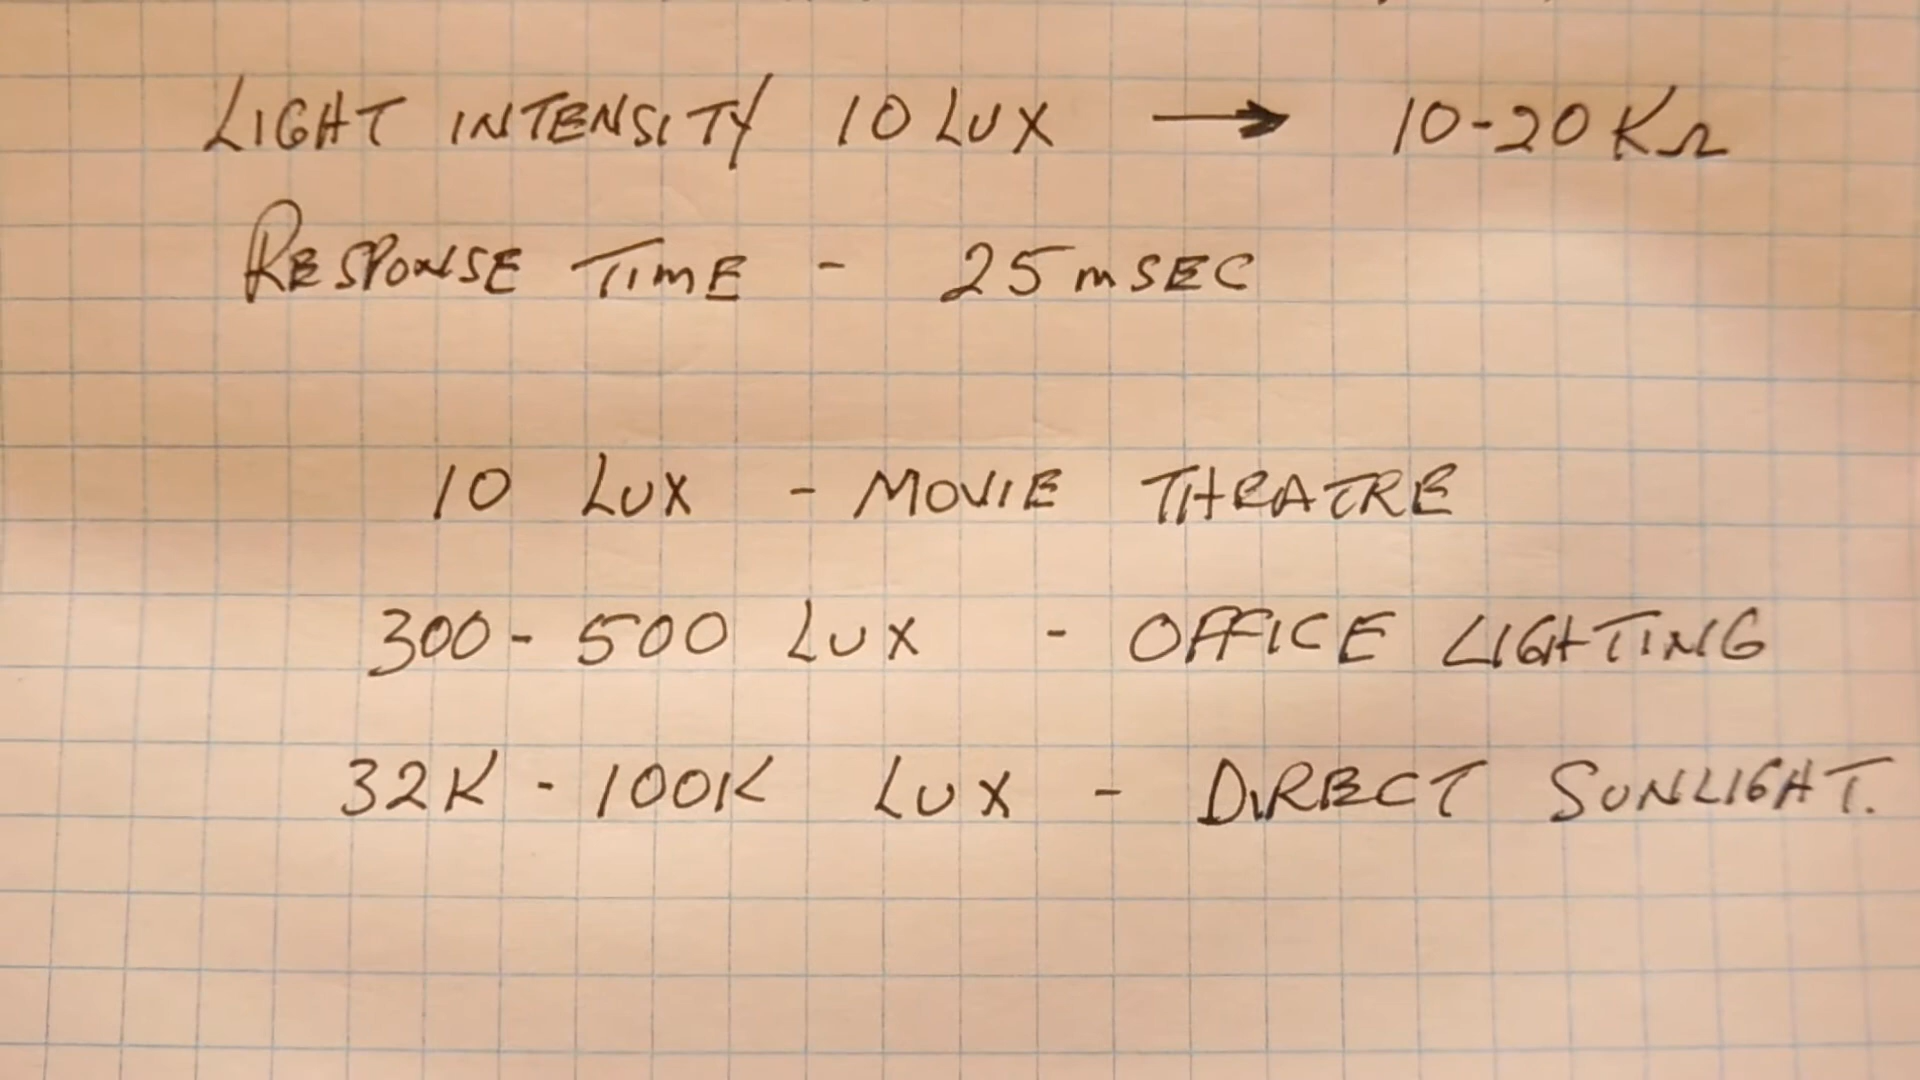 LIGHT INTENSITY 10 LUX → 10-20 KΩ
RESPONSE TIME - 25 mSEC
10 LUX - MOVIE THEATRE
300 - 500 LUX - OFFICE LIGHTING
32K - 100K LUX - DIRECT SUNLIGHT.